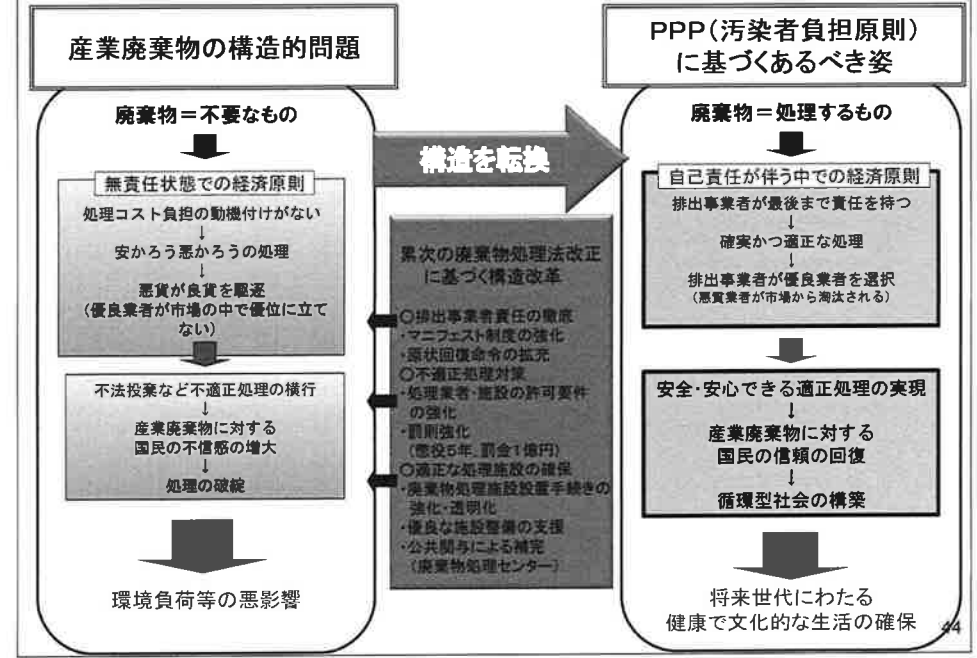 産業廃棄物の構造的問題
廃棄物＝不要なもの
無責任状態での経済原則
処理コスト負担の動機付けがない
↓
安かろう悪かろうの処理
↓
悪貨が良貨を駆逐
(優良業者が市場の中で優位に立て
ない)
不法投棄など不適正処理の横行
↓
産業廃棄物に対する
国民の不信感の増大
↓
処理の破綻
環境負荷等の悪影響
構造を転換
累次の廃棄物処理法改正
に基づく構造改革
○排出事業者責任の徹底
・マニフェスト制度の強化
・原状回復命令の拡充
○不適正処理対策
・処理業者・施設の許可要件
の強化
・罰則強化
(懲役5年、罰金1億円)
○適正な処理施設の確保
・廃棄物処理施設設置手続きの
強化・透明化
・優良な施設整備の支援
・公共関与による補完
(廃棄物処理センター)
PPP(汚染者負担原則)
に基づくあるべき姿
廃棄物＝処理するもの
自己責任が伴う中での経済原則
排出事業者が最後まで責任を持つ
↓
確実かつ適正な処理
↓
排出事業者が優良業者を選択
(悪質業者が市場から淘汰される)
安全・安心できる適正処理の実現
↓
産業廃棄物に対する
国民の信頼の回復
↓
循環型社会の構築
将来世代にわたる
健康で文化的な生活の確保
44